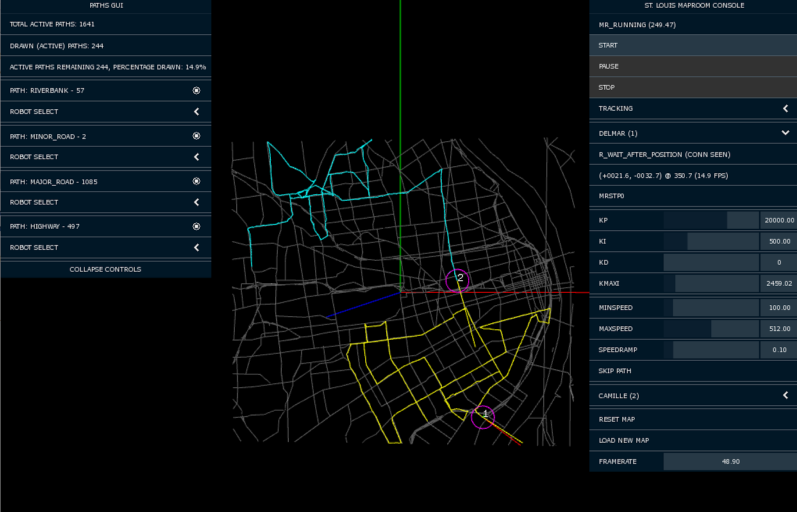 PATHS GUI
TOTAL ACTIVE PATHS: 1641
DRAWN (ACTIVE) PATHS: 244
ACTIVE PATHS REMAINING 244, PERCENTAGE DRAWN: 14.9%
PATH: RIVERBANK - 57
ROBOT SELECT
PATH: MINOR_ROAD - 2
ROBOT SELECT
PATH: MAJOR_ROAD - 1085
ROBOT SELECT
PATH: HIGHWAY - 497
ROBOT SELECT
COLLAPSE CONTROLS
2
1
ST. LOUIS MAPROOM CONSOLE
MR_RUNNING (249.47)
START
PAUSE
STOP
TRACKING
DELMAR (1)
R_WAIT_AFTER_POSITION (CONN SEEN)
(+0021.6, -0032.7) @ 350.7 (14.9 FPS)
MRSTP0
KP 20000.00
KI 500.00
KD 0
KMAXI 2459.02
MINSPEED 100.00
MAXSPEED 512.00
SPEEDRAMP 0.10
SKIP PATH
CAMILLE (2)
RESET MAP
LOAD NEW MAP
FRAMERATE 48.90